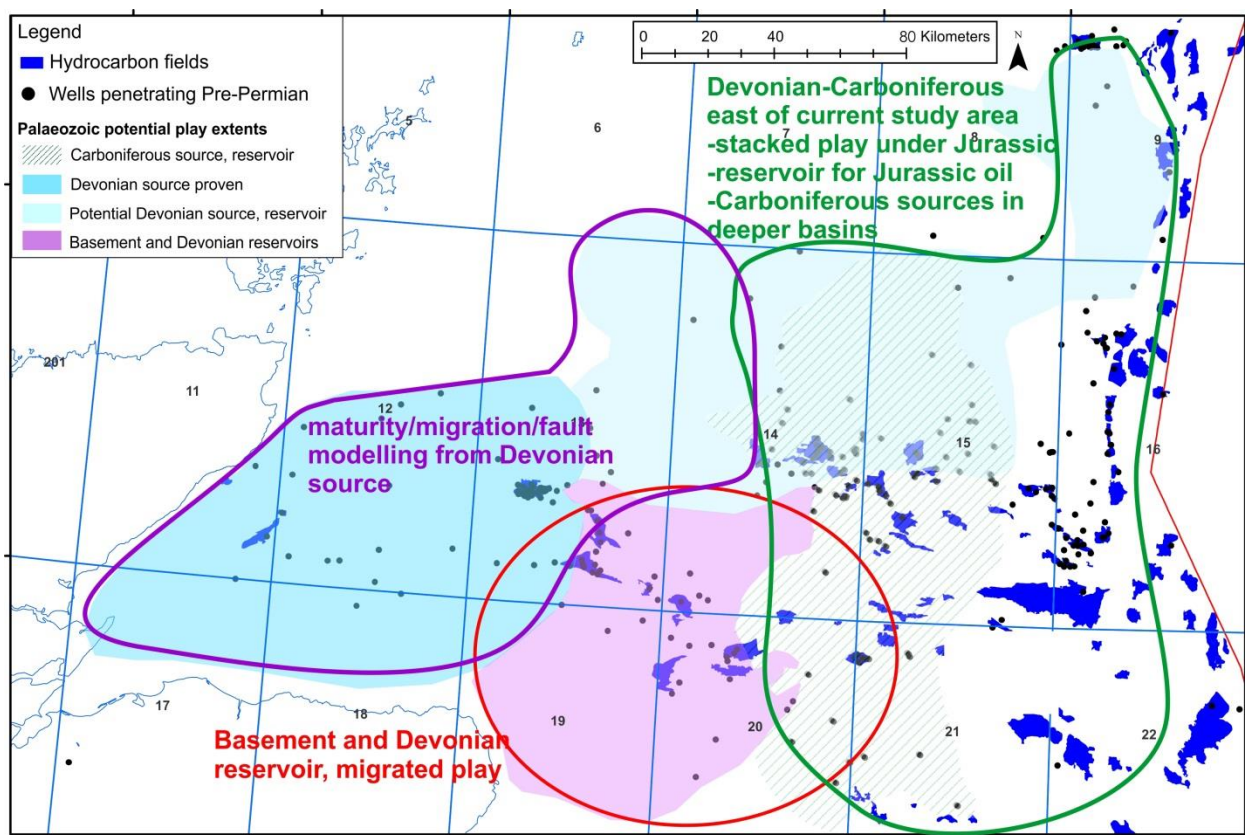 Legend
Hydrocarbon fields
Wells penetrating Pre-Permian
Palaeozoic potential play extents
Carboniferous source, reservoir
Devonian source proven
Potential Devonian source, reservoir
Basement and Devonian reservoirs
0 20 40 80 Kilometers
N
Devonian-Carboniferous
east of current study area
-stacked play under Jurassic
-reservoir for Jurassic oil
-Carboniferous sources in
deeper basins
5
6
7
8
9
201
11
12
maturity/migration/fault
modelling from Devonian
source
14
15
16
Basement and Devonian
reservoir, migrated play
17
18
19
20
21
22